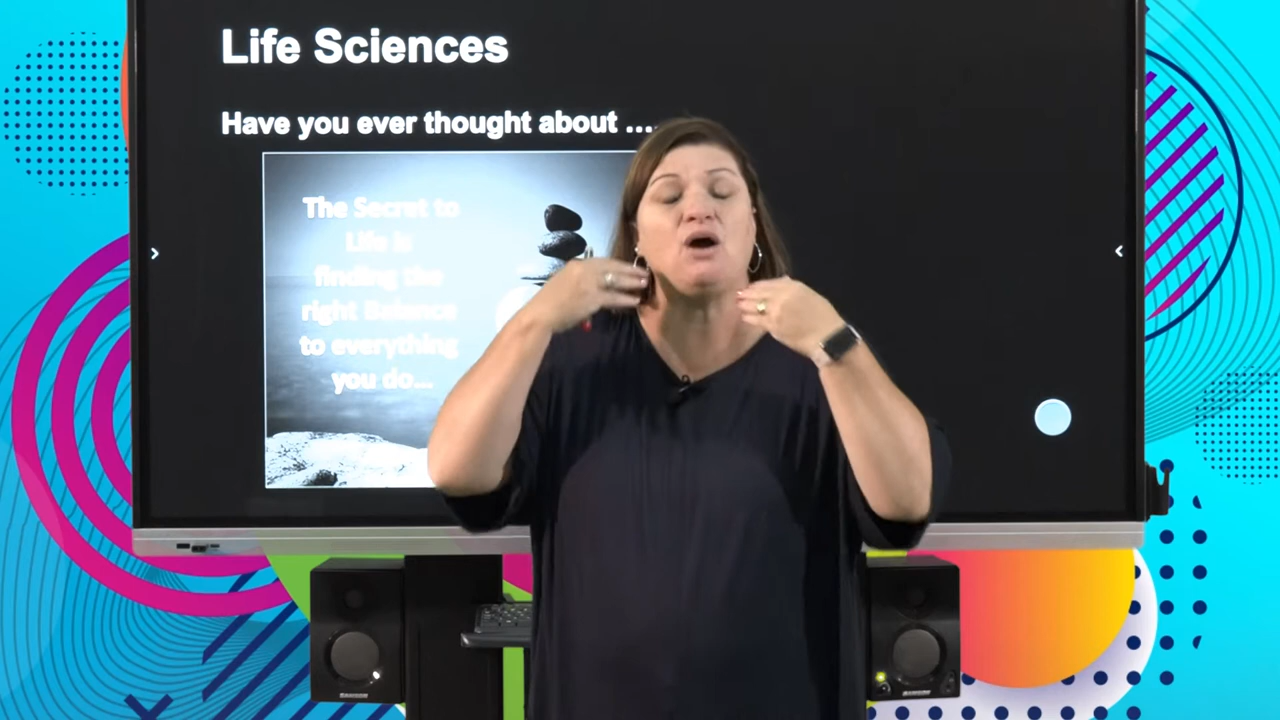 Life Sciences
Have you ever thought about ....
The Secret to
Life is
finding the
right Balance
to everything
you do...